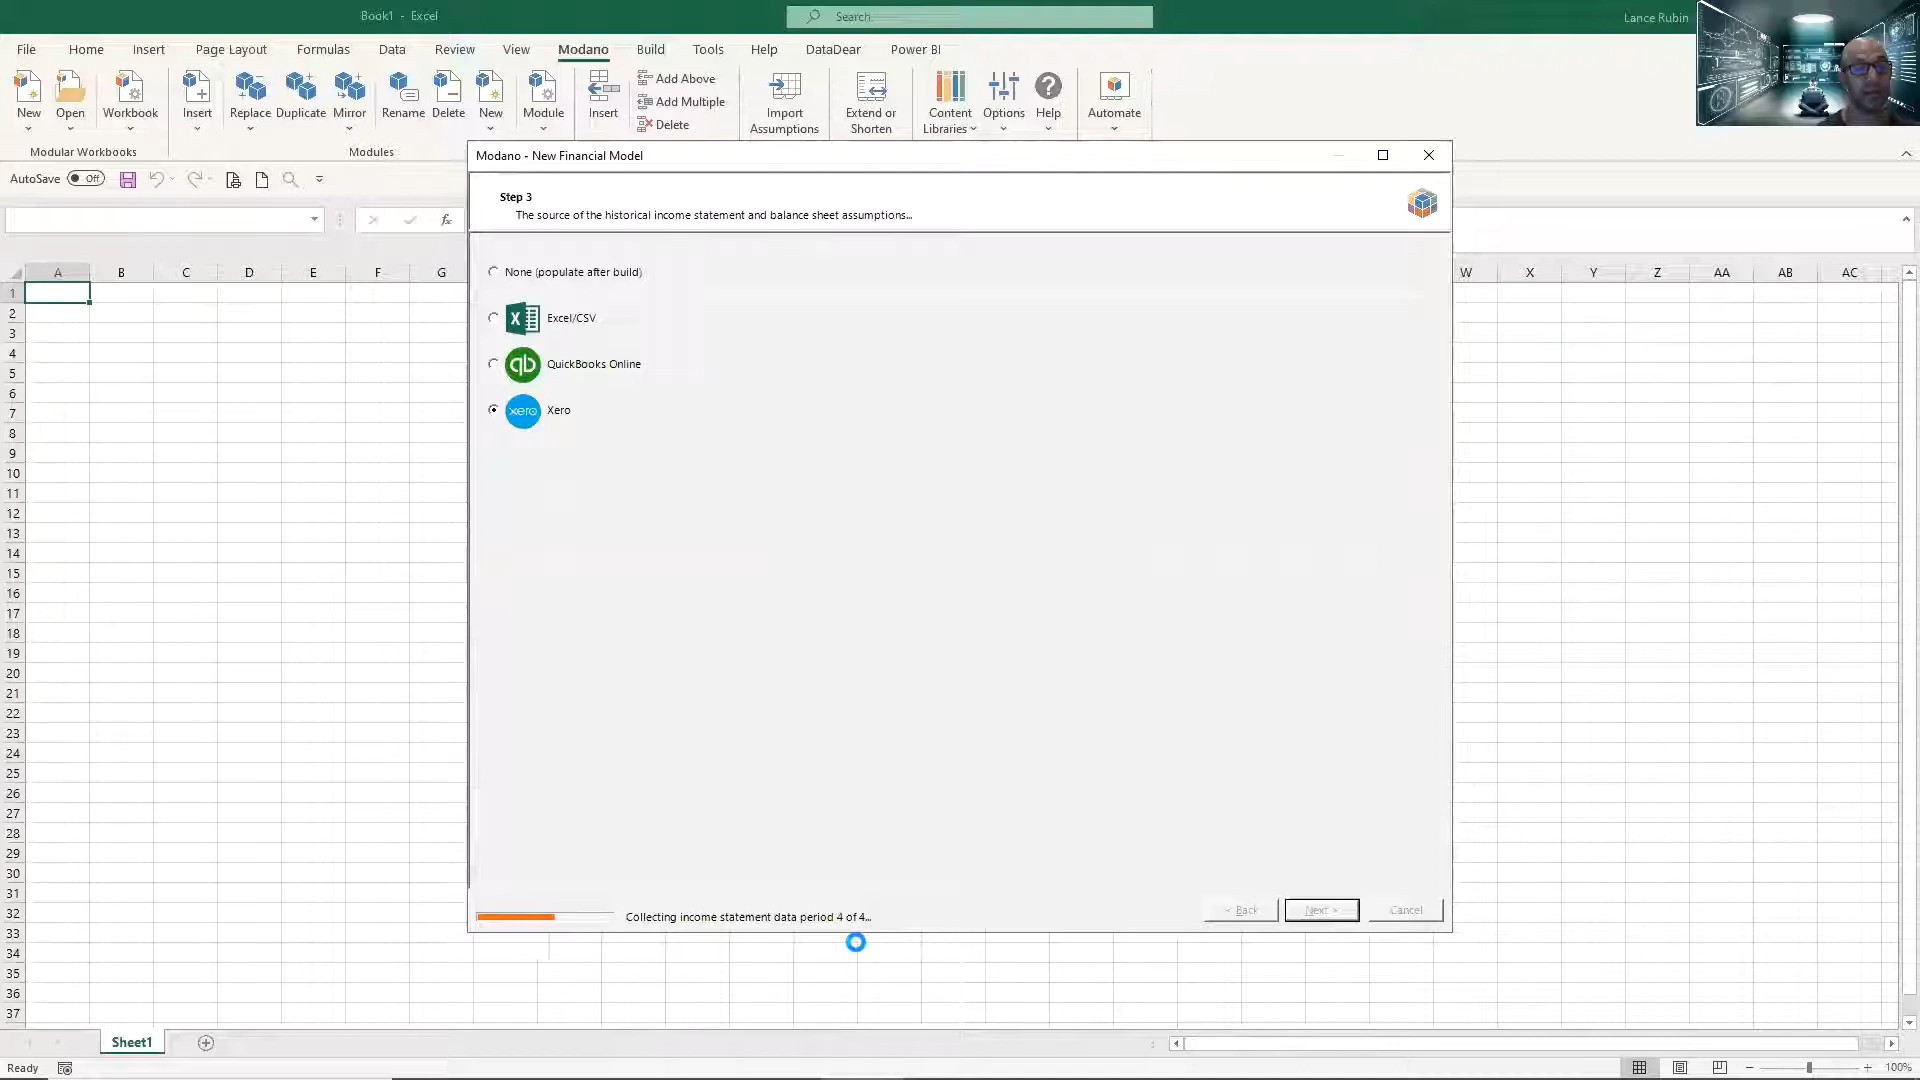 Book1 - Excel
Search
Lance Rubin
File Home Insert Page Layout Formulas Data Review View Modano Build Tools Help DataDear Power BI
New Open Workbook Insert Replace Duplicate Mirror Rename Delete New Module Insert
Add Above
Add Multiple
Delete
Import Assumptions
Extend or Shorten
Content Libraries
Options
Help
Automate
Modular Workbooks
Modules
AutoSave Off
fx
Modano - New Financial Model
Step 3
The source of the historical income statement and balance sheet assumptions...
None (populate after build)
X Excel/CSV
qb QuickBooks Online
xero Xero
Collecting income statement data period 4 of 4...
< Back Next > Cancel
A B C D E F G W X Y Z AA AB AC
1
2
3
4
5
6
7
8
9
10
11
12
13
14
15
16
17
18
19
20
21
22
23
24
25
26
27
28
29
30
31
32
33
34
35
36
37
Sheet1
Ready
100%